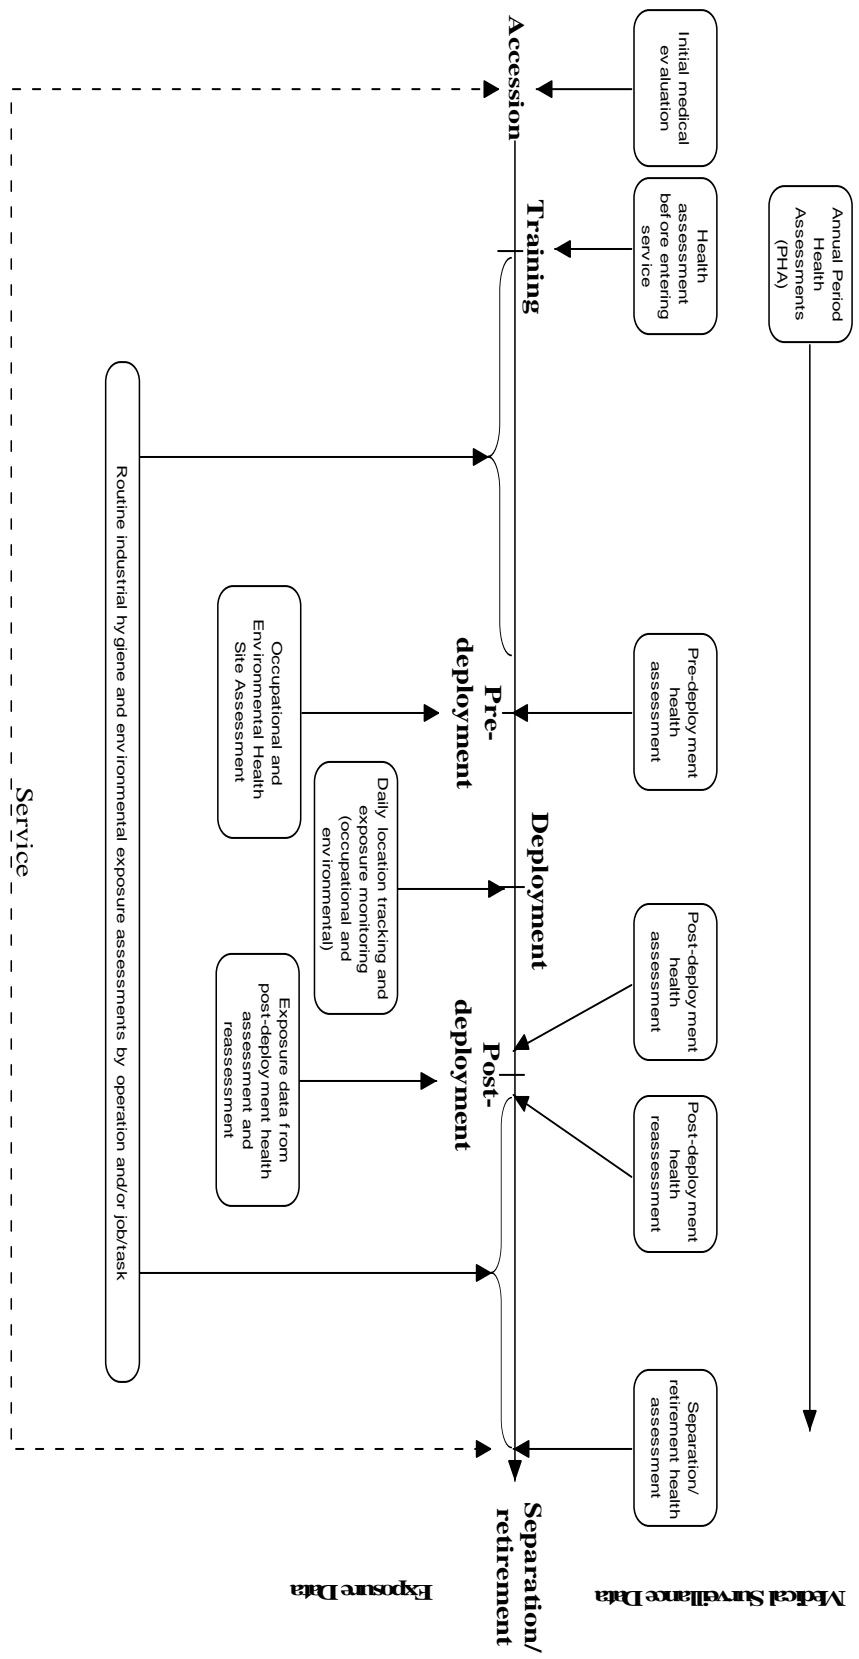 Annual Period
Health
Assessments
(PHA)
Initial medical
evaluation
Health
assessment
before entering
service
Pre-deployment
health
assessment
Post-deployment
health
assessment
Post-deployment
health
reassessment
Separation/
retirement health
assessment
Medical Surveillance Data
Accession
Training
Pre-
deployment
Deployment
Post-
deployment
Separation/
retirement
Daily location tracking and
exposure monitoring
(occupational and
environmental)
Occupational and
Environmental Health
Site Assessment
Exposure data from
post-deployment health
assessment and
reassessment
Exposure Data
Routine industrial hygiene and environmental exposure assessments by operation and/or job/task
Service